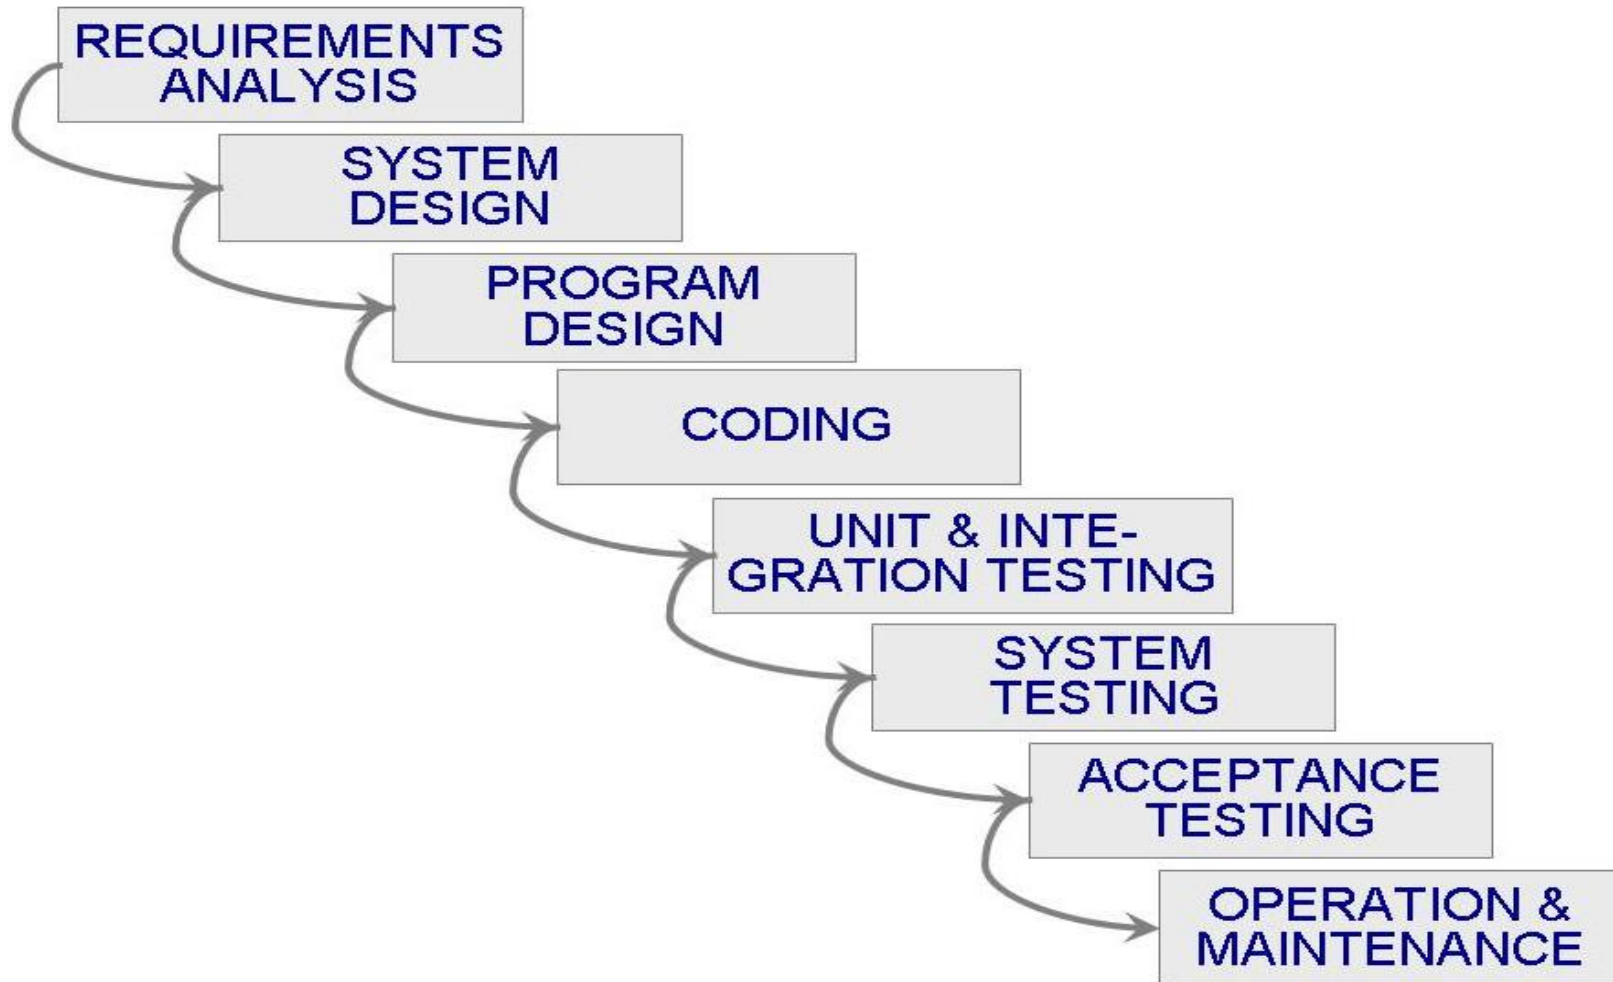 REQUIREMENTS
ANALYSIS
SYSTEM
DESIGN
PROGRAM
DESIGN
CODING
UNIT & INTE-
GRATION TESTING
SYSTEM
TESTING
ACCEPTANCE
TESTING
OPERATION &
MAINTENANCE